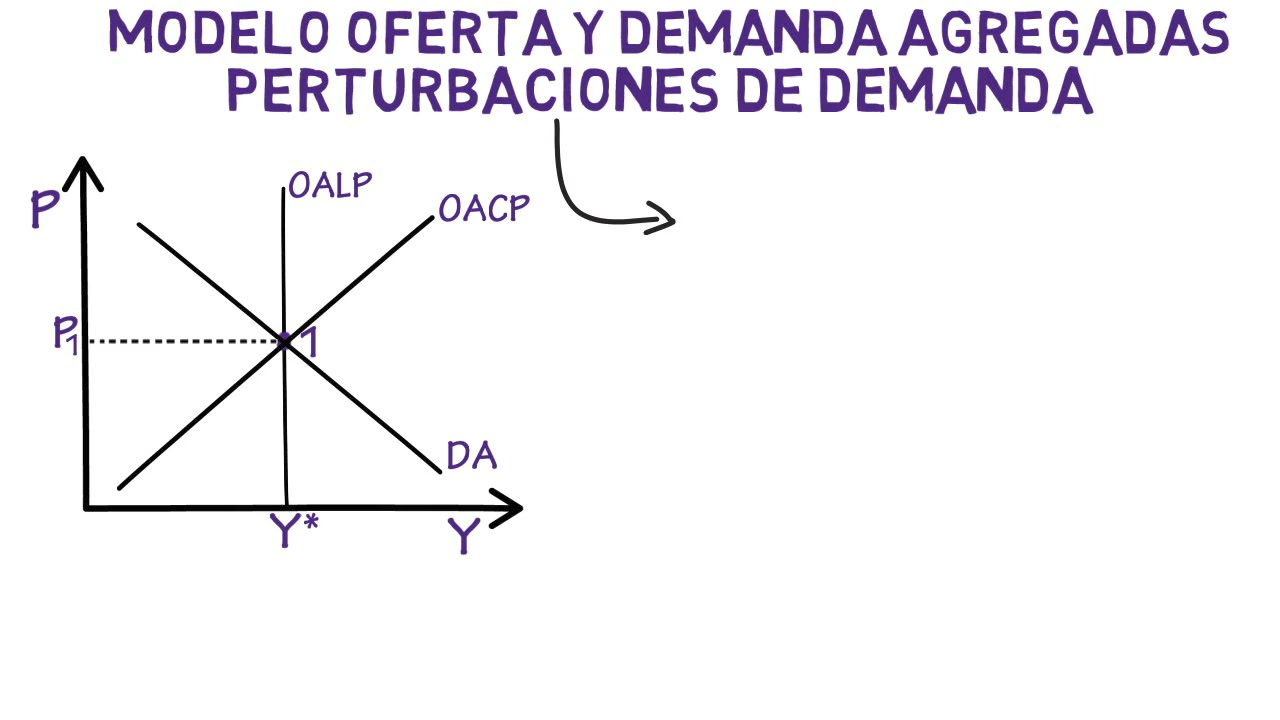 MODELO OFERTA Y DEMANDA AGREGADAS
PERTURBACIONES DE DEMANDA
P
OALP
OACP
P1
1
DA
Y*
Y